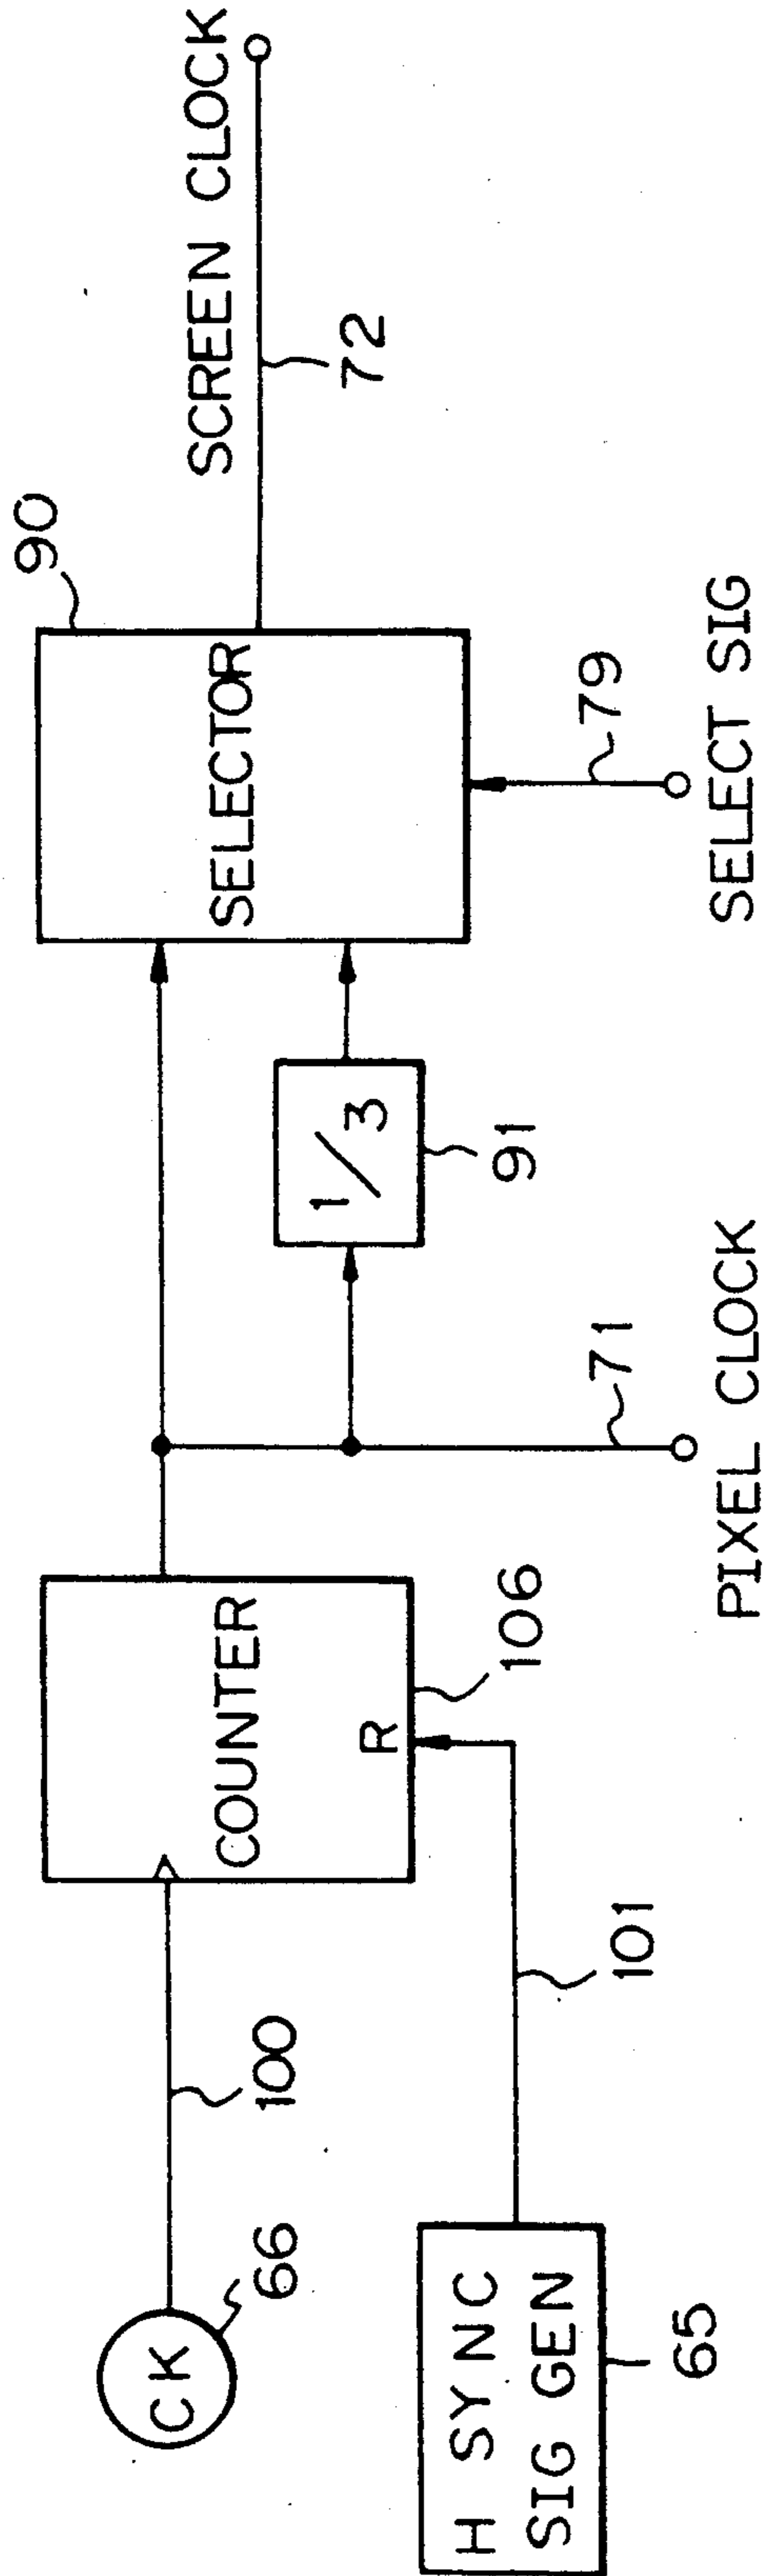 CK
66
100
COUNTER
R
106
H SYNC
SIG GEN
65
101
PIXEL CLOCK
71
1/3
91
SELECTOR
90
SELECT SIG
79
SCREEN CLOCK
72